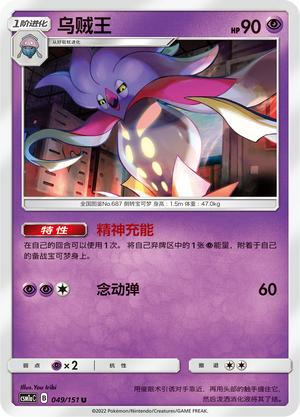 1阶进化
乌贼王
HP 90
从好啦鱿进化
全国图鉴NO.687 倒转宝可梦 身高：1.5m 体重：47.0kg
特性 精神充能
在自己的回合可以使用1次。将自己弃牌区中的1张能量，附着于自己的备战宝可梦身上。
念动弹 60
弱点 ×2 抗性 撤退
Illus.You Iribi
CSM1aC B 049/151 U
用催眠术引诱对手靠近，再用头部的触手缠住它，
然后浇洒消化液将其了结。
©2022 Pokémon/Nintendo/Creatures/GAME FREAK.